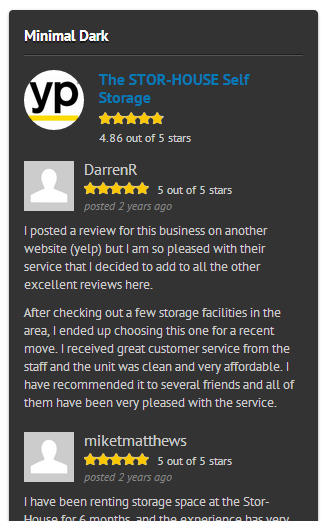 Minimal Dark
yp
The STOR-HOUSE Self
Storage
4.86 out of 5 stars
DarrenR
5 out of 5 stars
posted 2 years ago
I posted a review for this business on another
website (yelp) but I am so pleased with their
service that I decided to add to all the other
excellent reviews here.
After checking out a few storage facilities in the
area, I ended up choosing this one for a recent
move. I received great customer service from the
staff and the unit was clean and very affordable. I
have recommended it to several friends and all of
them have been very pleased with the service.
miketmatthews
5 out of 5 stars
posted 2 years ago
I have been renting storage space at the Stor-
House for 6 months, and the experience has very